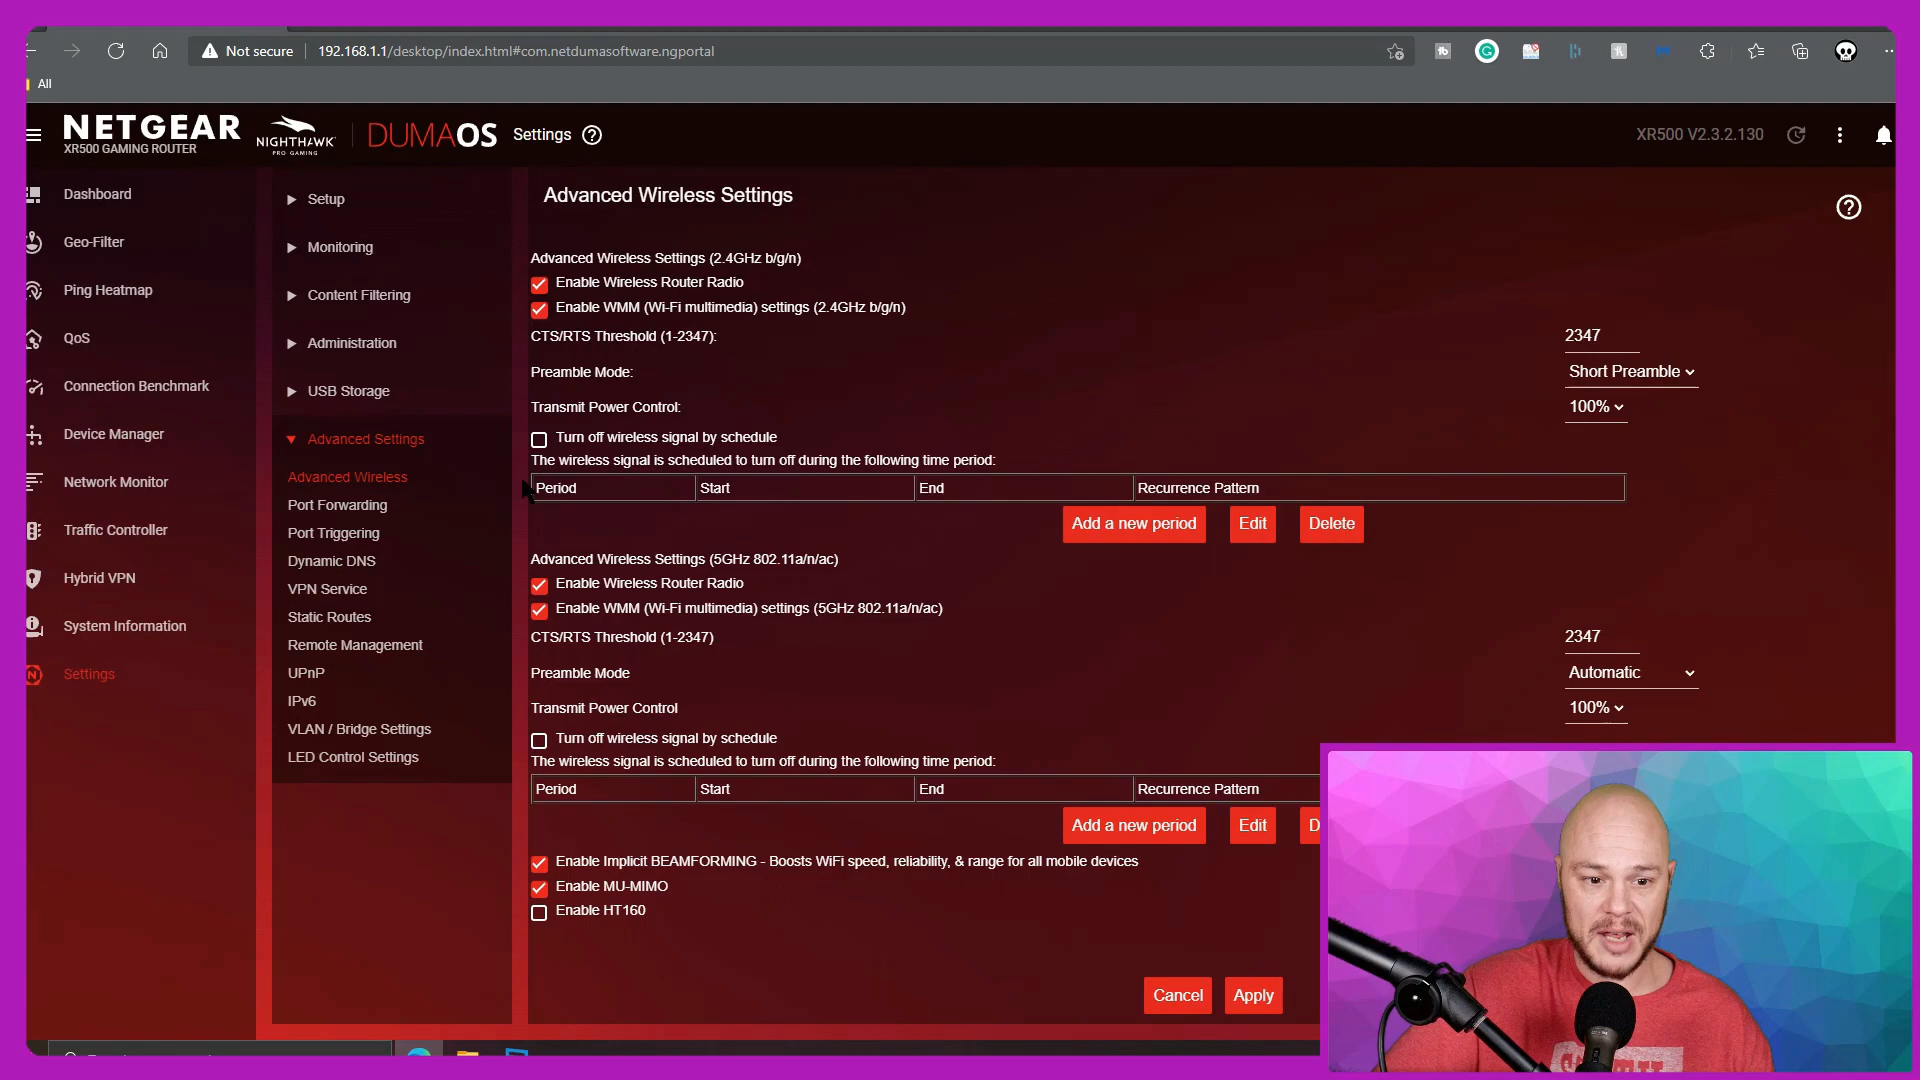 Not secure 192.168.1.1/desktop/index.html#com.netdumasoftware.ngportal
All
NETGEAR
XR500 GAMING ROUTER
NIGHTHAWK
PRO GAMING
DUMAOS
Settings
XR500 V2.3.2.130
Dashboard
Geo-Filter
Ping Heatmap
QoS
Connection Benchmark
Device Manager
Network Monitor
Traffic Controller
Hybrid VPN
System Information
Settings
Setup
Monitoring
Content Filtering
Administration
USB Storage
Advanced Settings
Advanced Wireless
Port Forwarding
Port Triggering
Dynamic DNS
VPN Service
Static Routes
Remote Management
UPnP
IPv6
VLAN / Bridge Settings
LED Control Settings
Advanced Wireless Settings
Advanced Wireless Settings (2.4GHz b/g/n)
Enable Wireless Router Radio
Enable WMM (Wi-Fi multimedia) settings (2.4GHz b/g/n)
CTS/RTS Threshold (1-2347): 2347
Preamble Mode: Short Preamble
Transmit Power Control: 100%
Turn off wireless signal by schedule
The wireless signal is scheduled to turn off during the following time period:
Period Start End Recurrence Pattern
Add a new period Edit Delete
Advanced Wireless Settings (5GHz 802.11a/n/ac)
Enable Wireless Router Radio
Enable WMM (Wi-Fi multimedia) settings (5GHz 802.11a/n/ac)
CTS/RTS Threshold (1-2347) 2347
Preamble Mode Automatic
Transmit Power Control 100%
Turn off wireless signal by schedule
The wireless signal is scheduled to turn off during the following time period:
Period Start End Recurrence Pattern
Add a new period Edit D
Enable Implicit BEAMFORMING - Boosts WiFi speed, reliability, & range for all mobile devices
Enable MU-MIMO
Enable HT160
Cancel Apply